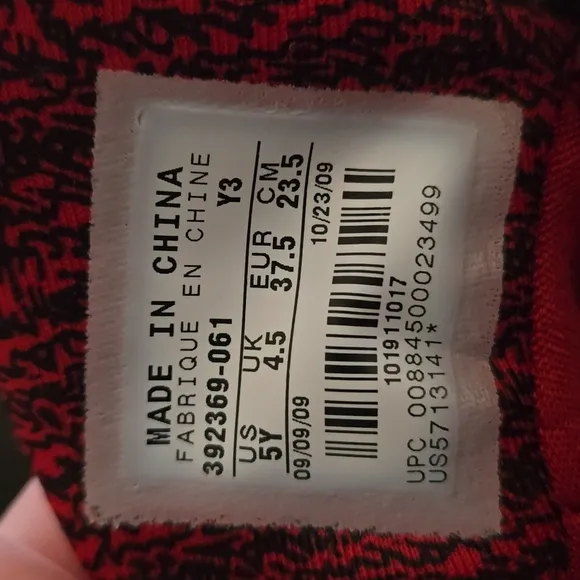 MADE IN CHINA
FABRIQUE EN CHINE
392369-061 Y3
US UK EUR CM
5Y 4.5 37.5 23.5
09/09/09 10/23/09
101911017
UPC 00884500023499
US5713141*